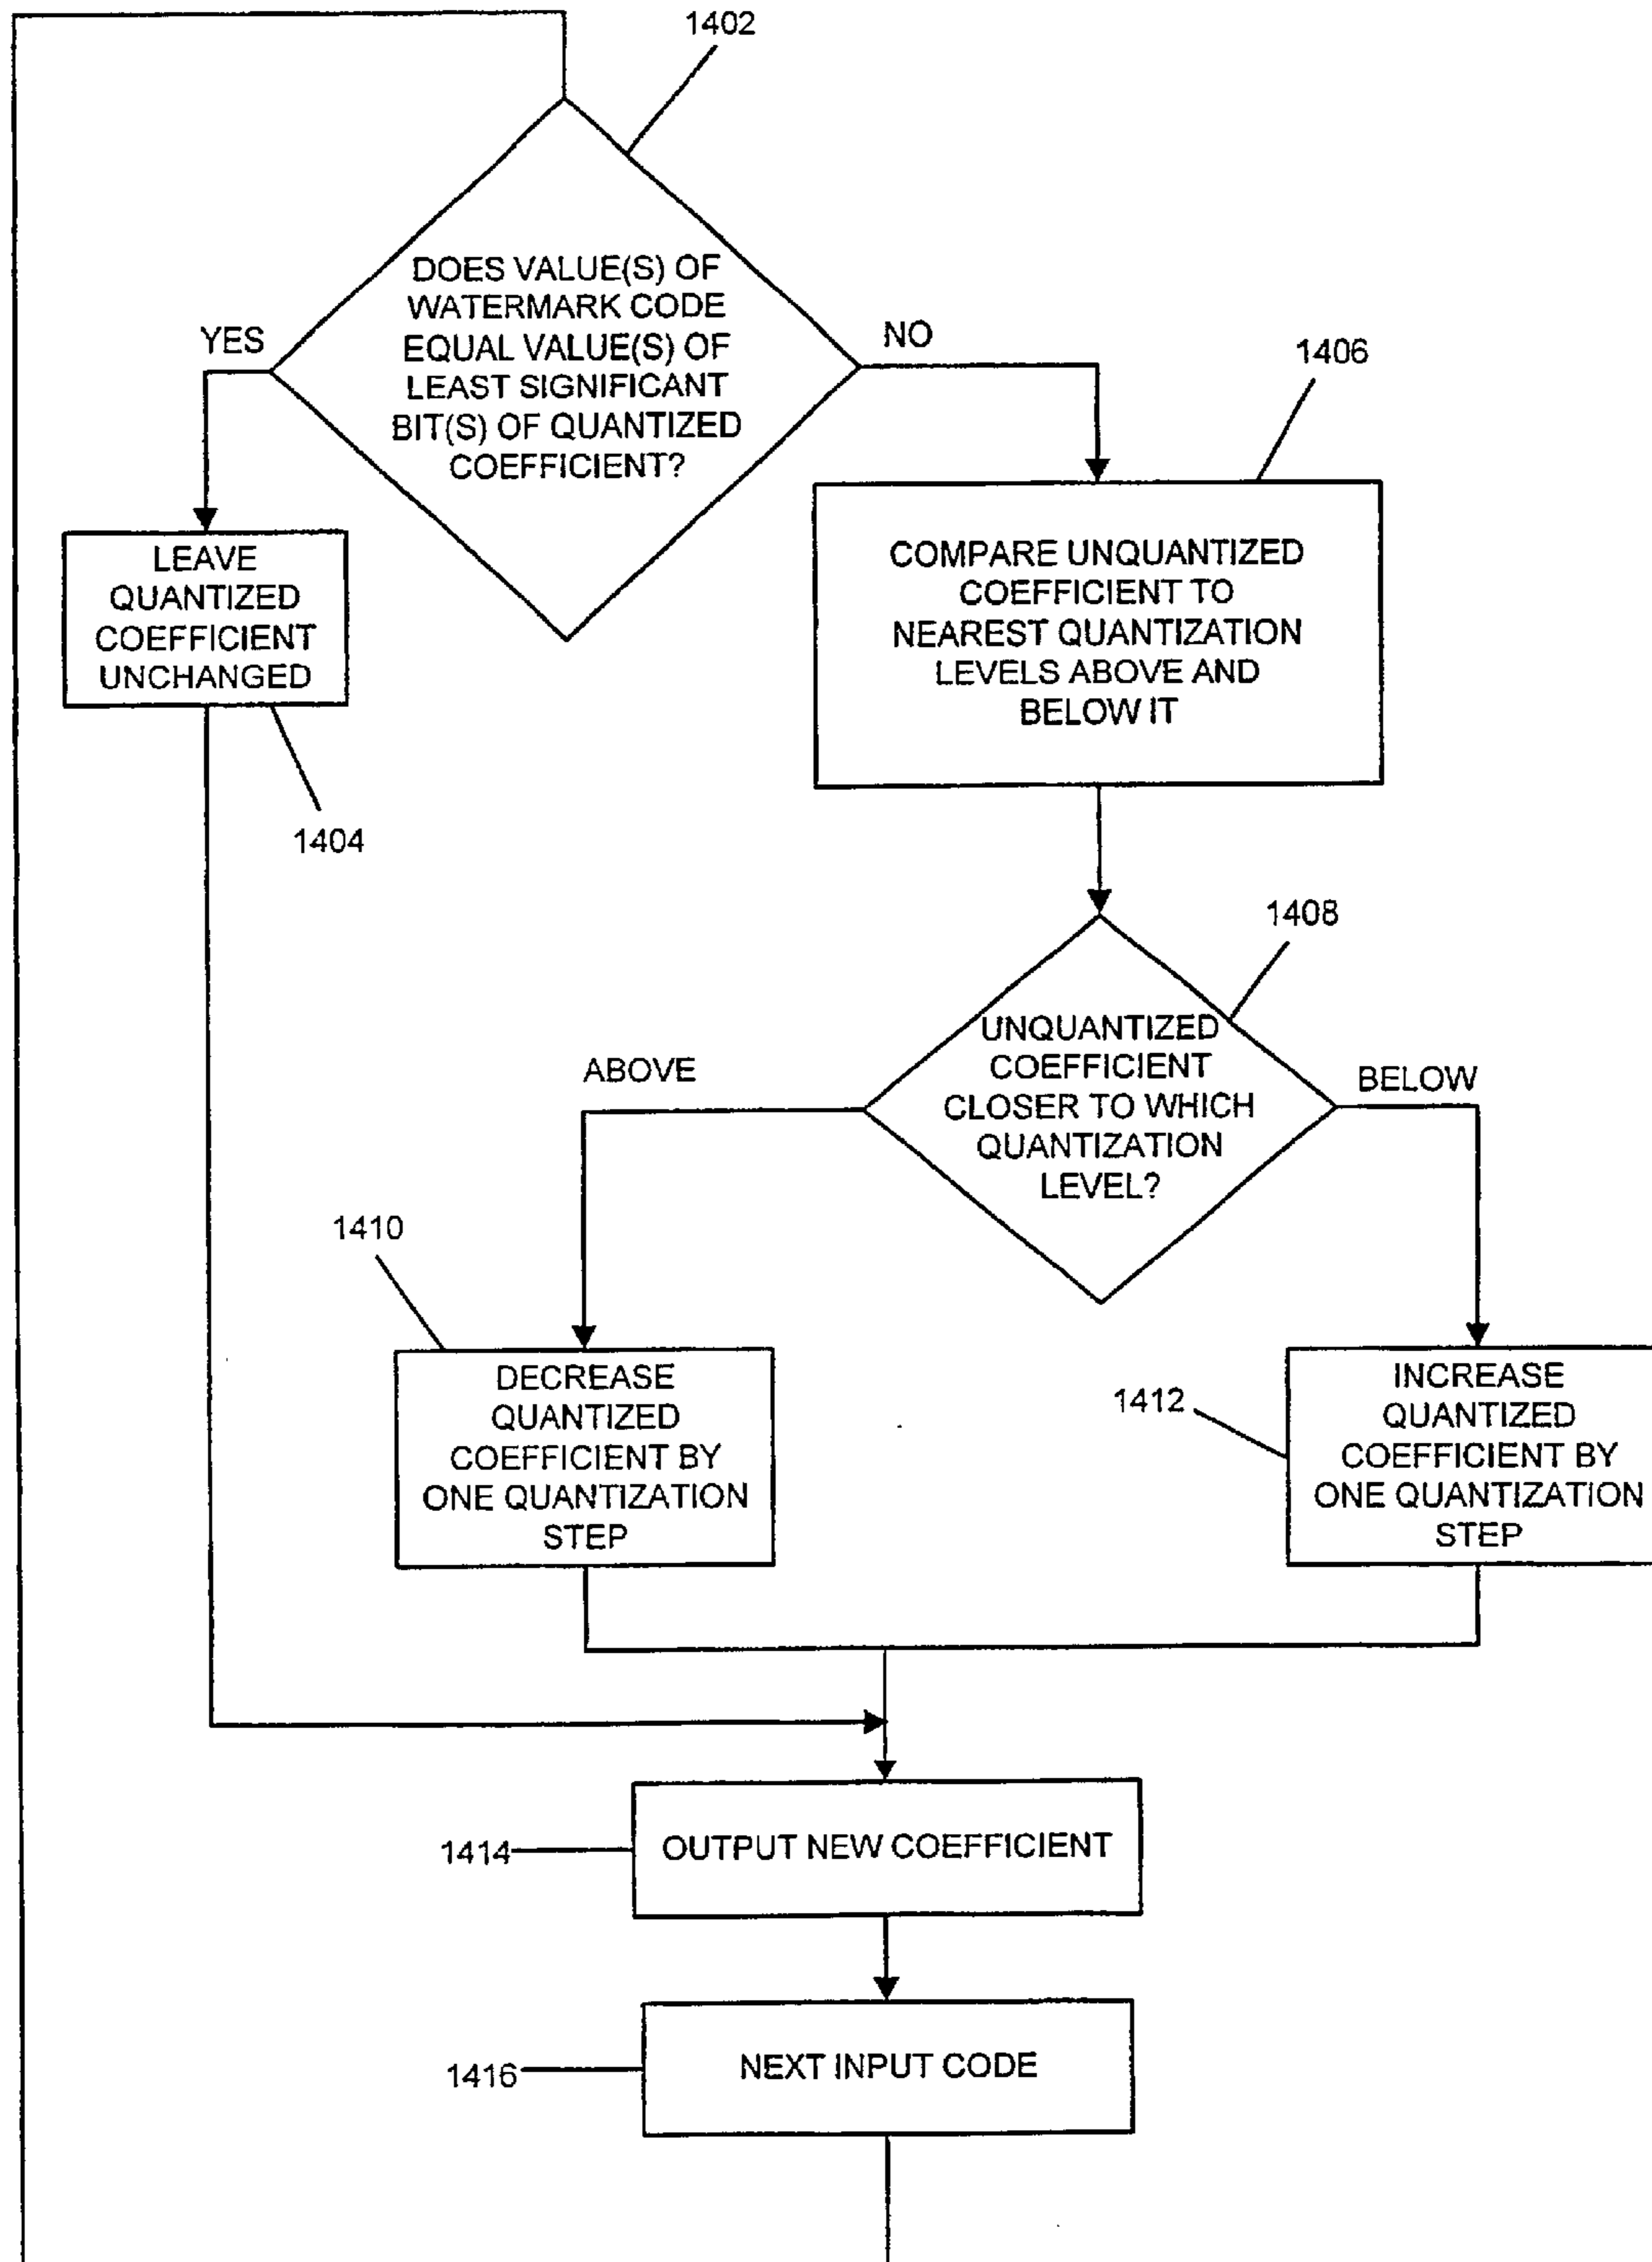 1402
DOES VALUE(S) OF
WATERMARK CODE
EQUAL VALUE(S) OF
LEAST SIGNIFICANT
BIT(S) OF QUANTIZED
COEFFICIENT?
YES
NO
1406
LEAVE
QUANTIZED
COEFFICIENT
UNCHANGED
1404
COMPARE UNQUANTIZED
COEFFICIENT TO
NEAREST QUANTIZATION
LEVELS ABOVE AND
BELOW IT
1408
UNQUANTIZED
COEFFICIENT
CLOSER TO WHICH
QUANTIZATION
LEVEL?
ABOVE
BELOW
1410
DECREASE
QUANTIZED
COEFFICIENT BY
ONE QUANTIZATION
STEP
1412
INCREASE
QUANTIZED
COEFFICIENT BY
ONE QUANTIZATION
STEP
1414
OUTPUT NEW COEFFICIENT
1416
NEXT INPUT CODE